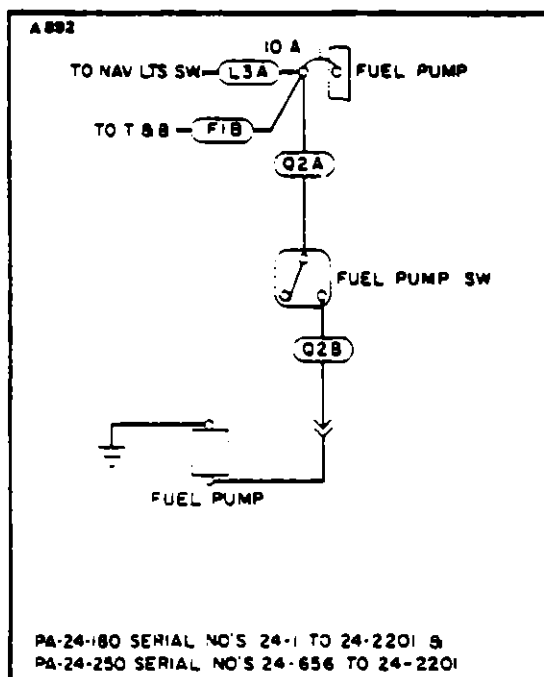 A892
10 A
TO NAV LTS SW
L3A
FUEL PUMP
TO T & B
F1B
Q2A
FUEL PUMP SW
Q2B
FUEL PUMP
PA-24-180 SERIAL NO'S 24-1 TO 24-2201 &
PA-24-250 SERIAL NO'S 24-656 TO 24-2201